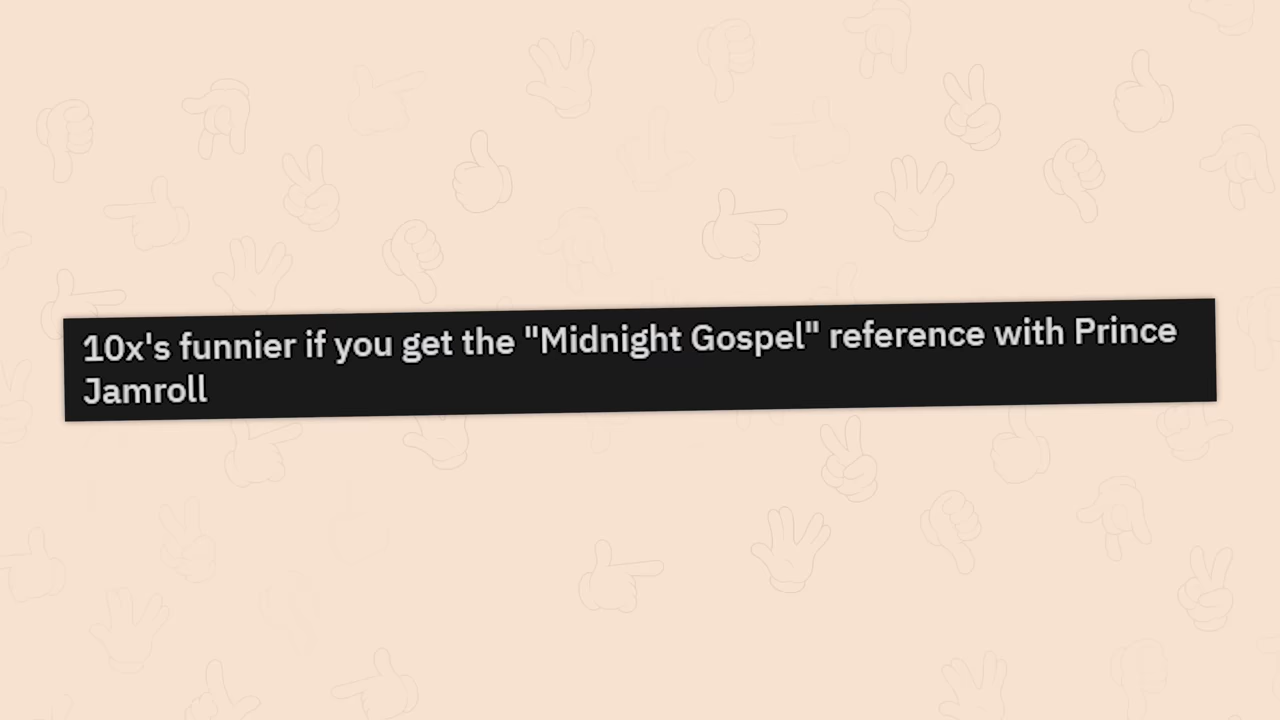 10x's funnier if you get the "Midnight Gospel" reference with Prince
Jamroll